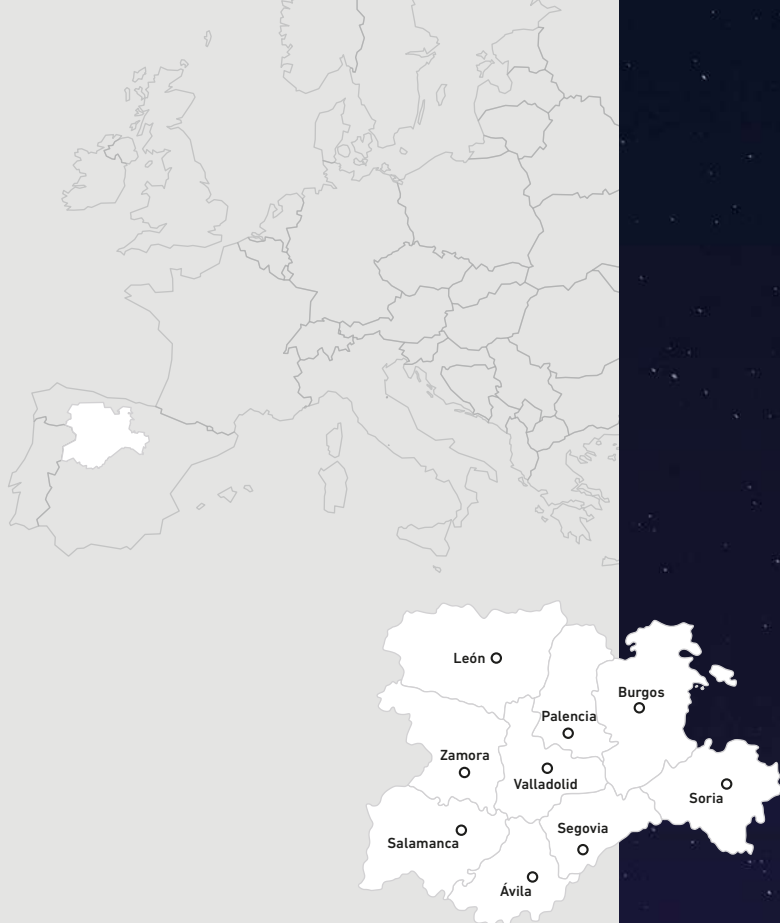 León
Burgos
Palencia
Zamora
Valladolid
Soria
Segovia
Salamanca
Ávila